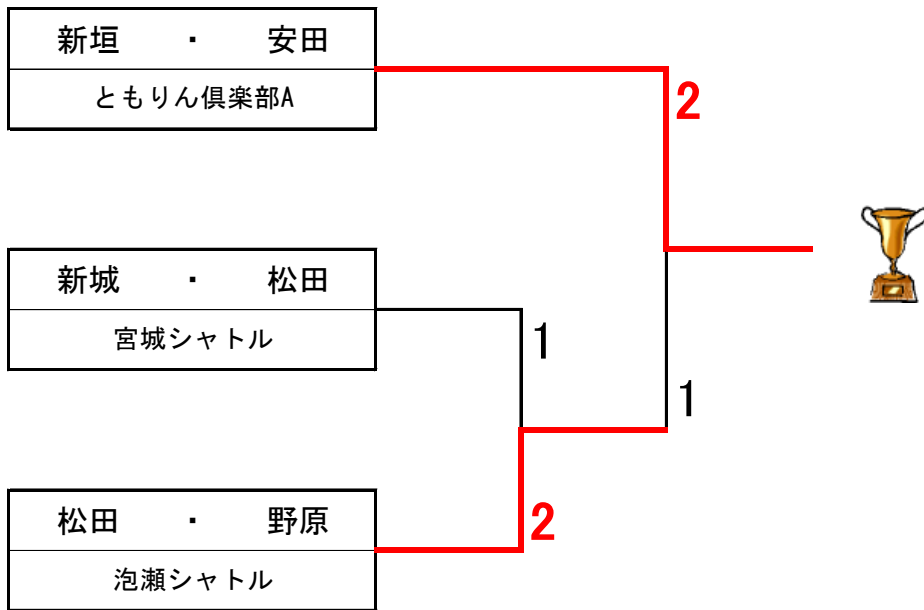 新垣 ・ 安田
ともりん倶楽部A
2
新城 ・ 松田
宮城シャトル
1
1
松田 ・ 野原
2
泡瀬シャトル